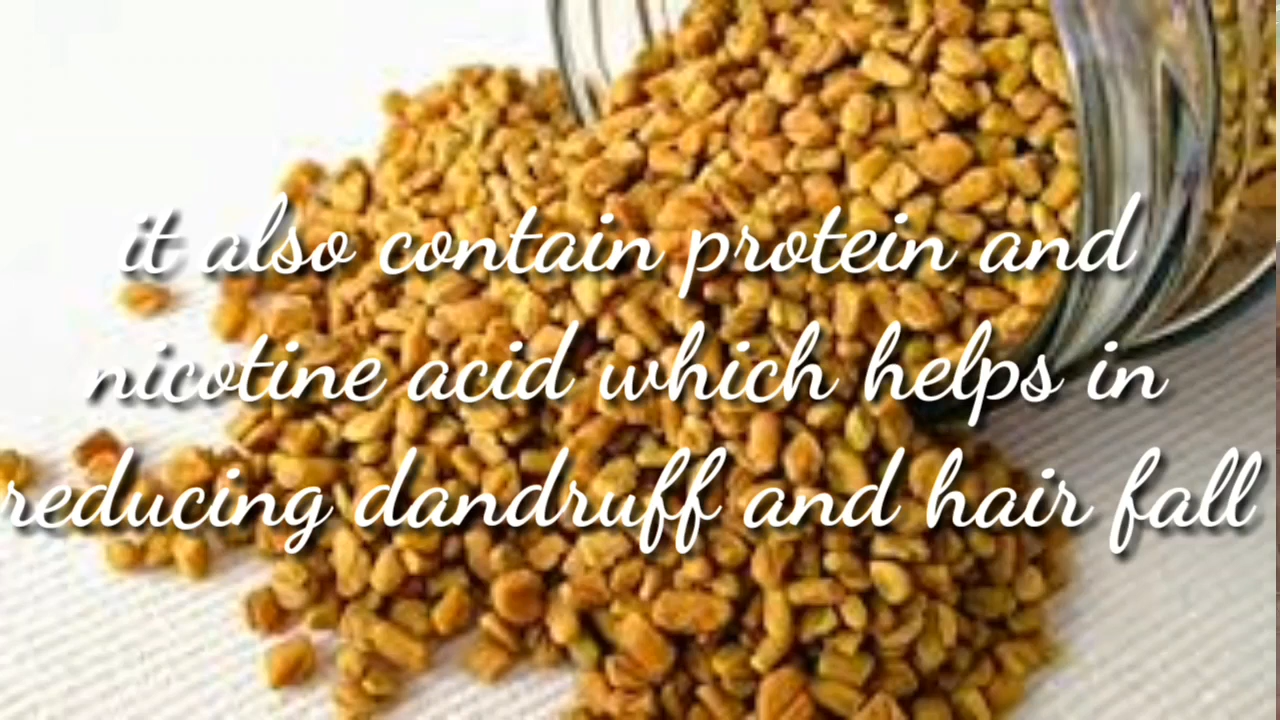 it also contain protein and
nicotine acid which helps in
reducing dandruff and hair fall